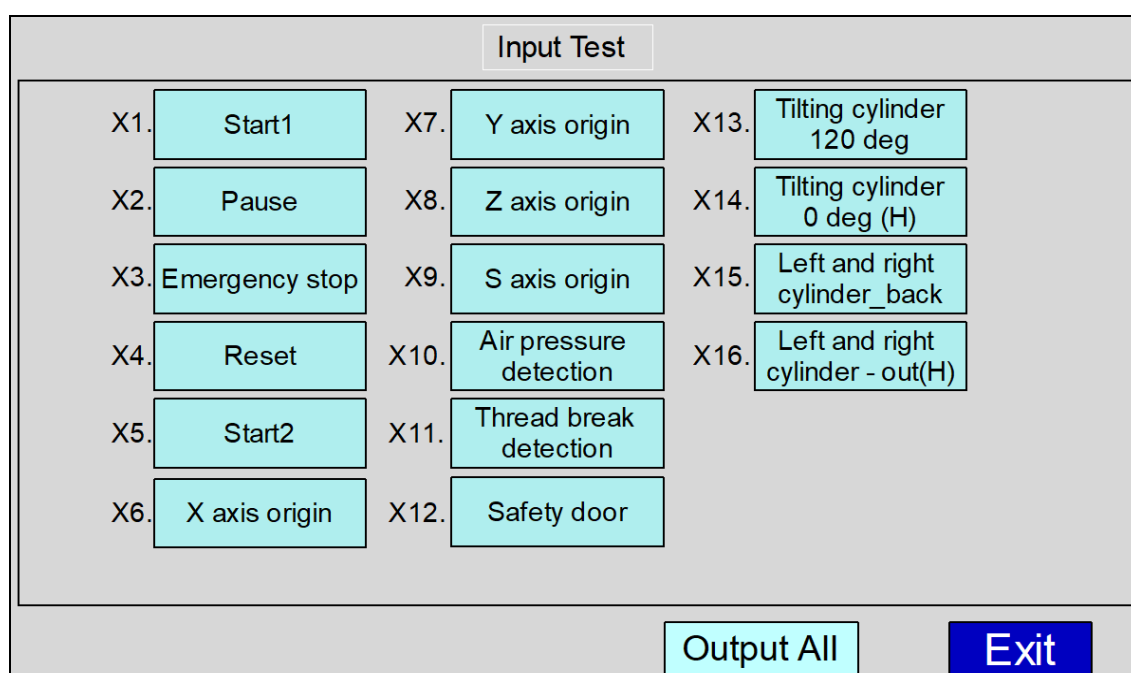 Input Test
X1. Start1
X2. Pause
X3. Emergency stop
X4. Reset
X5. Start2
X6. X axis origin
X7. Y axis origin
X8. Z axis origin
X9. S axis origin
X10. Air pressure
detection
X11. Thread break
detection
X12. Safety door
X13. Tilting cylinder
120 deg
X14. Tilting cylinder
0 deg (H)
X15. Left and right
cylinder_back
X16. Left and right
cylinder - out(H)
Output All
Exit